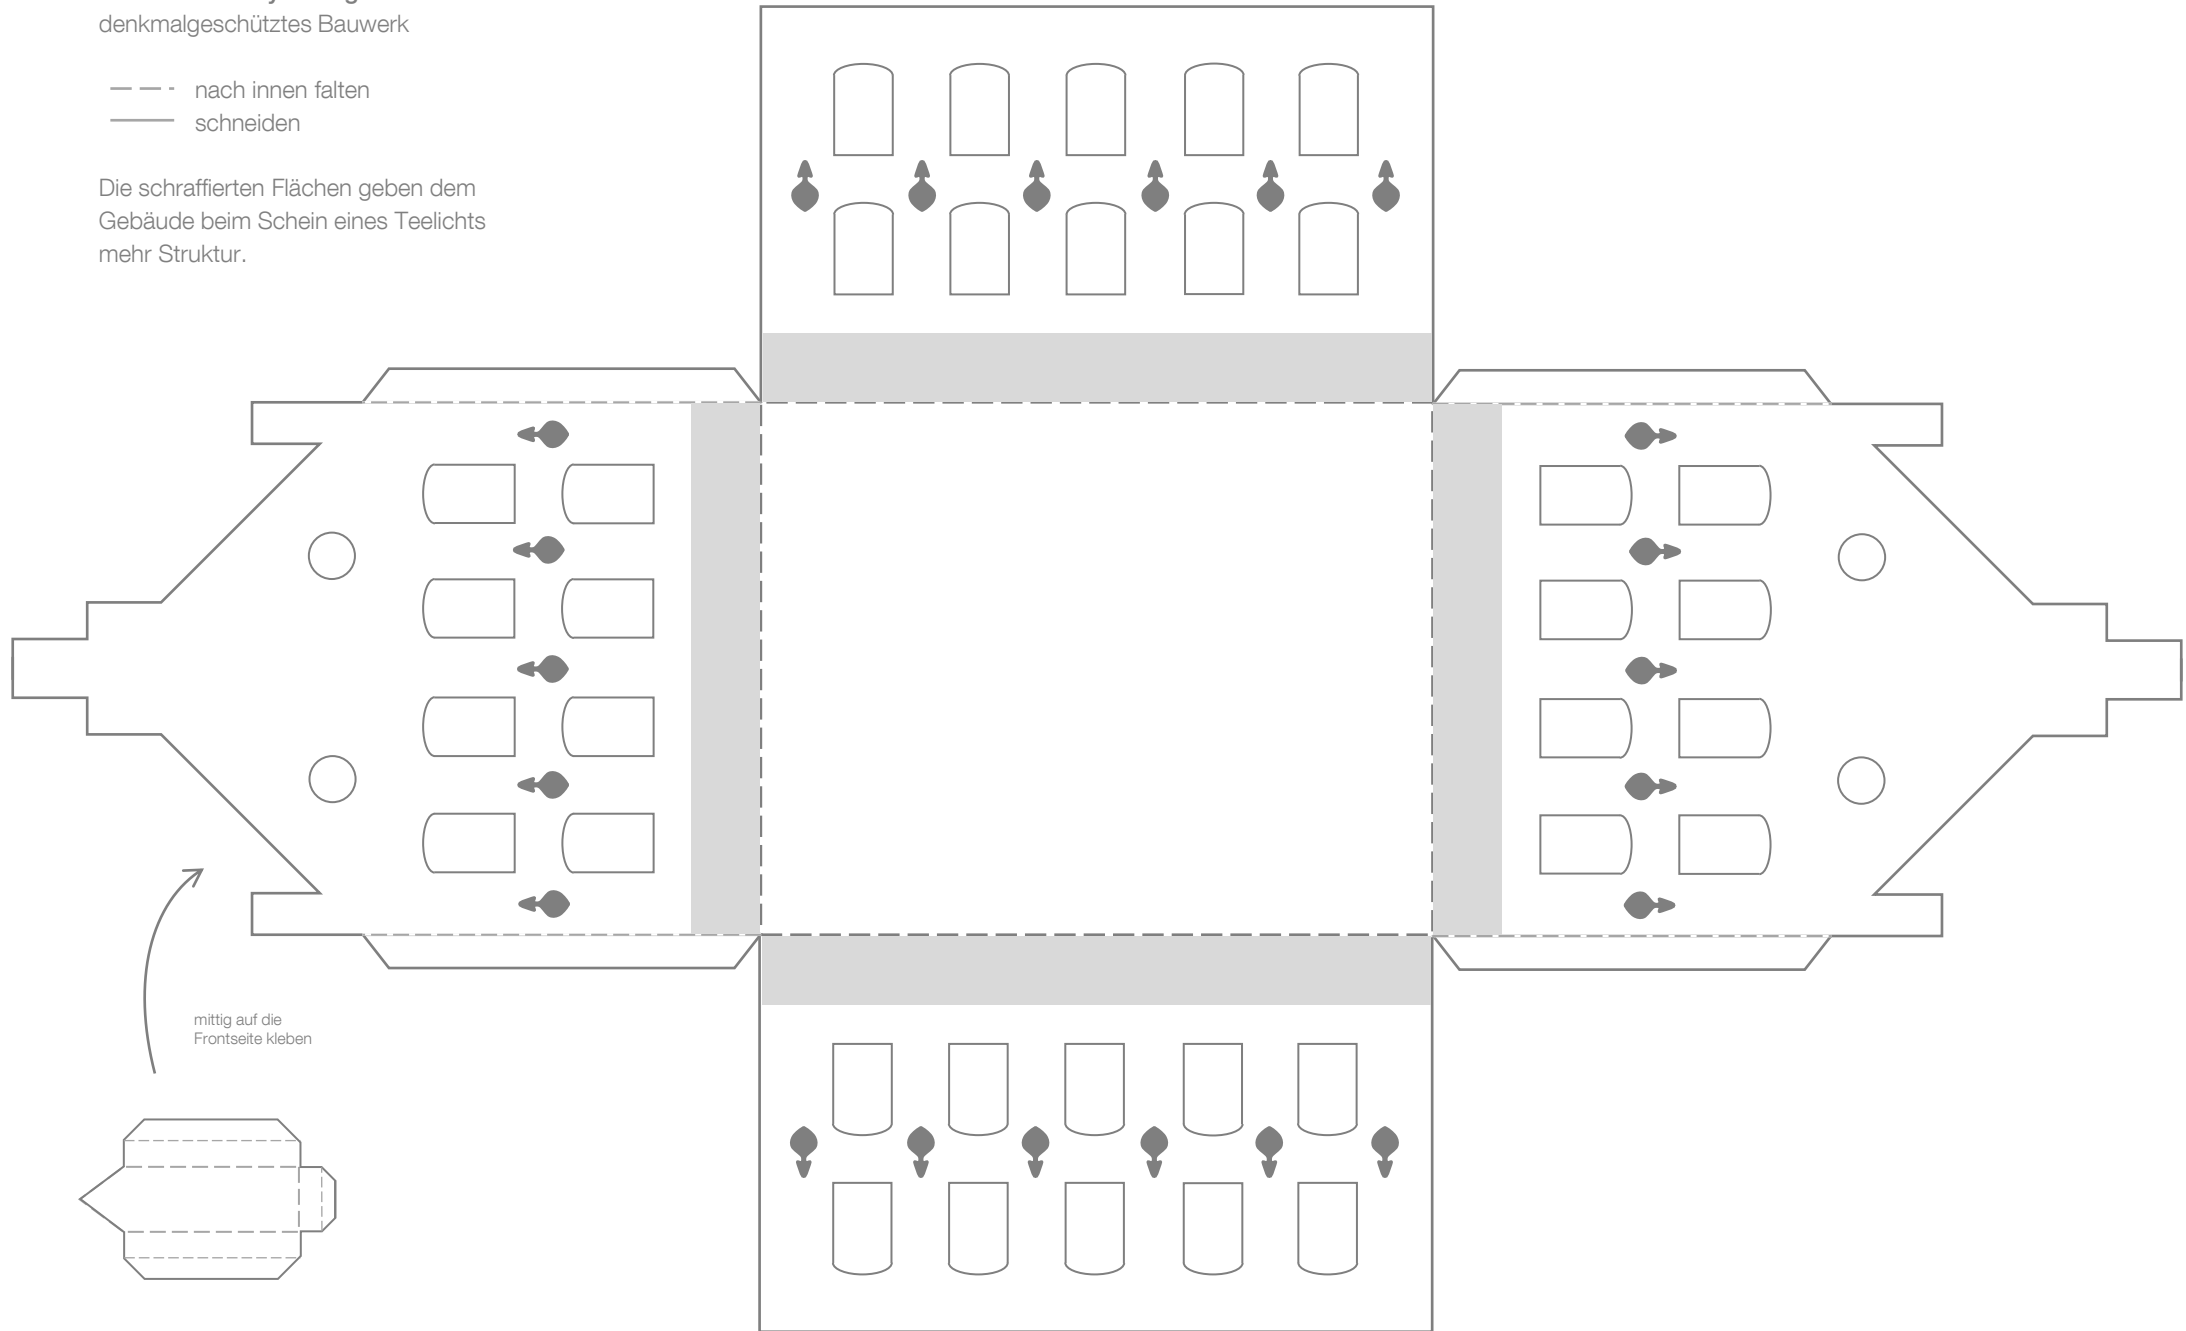 denkmalgeschütztes Bauwerk
nach innen falten
schneiden
Die schraffierten Flächen geben dem
Gebäude beim Schein eines Teelichts
mehr Struktur.
mittig auf die
Frontseite kleben